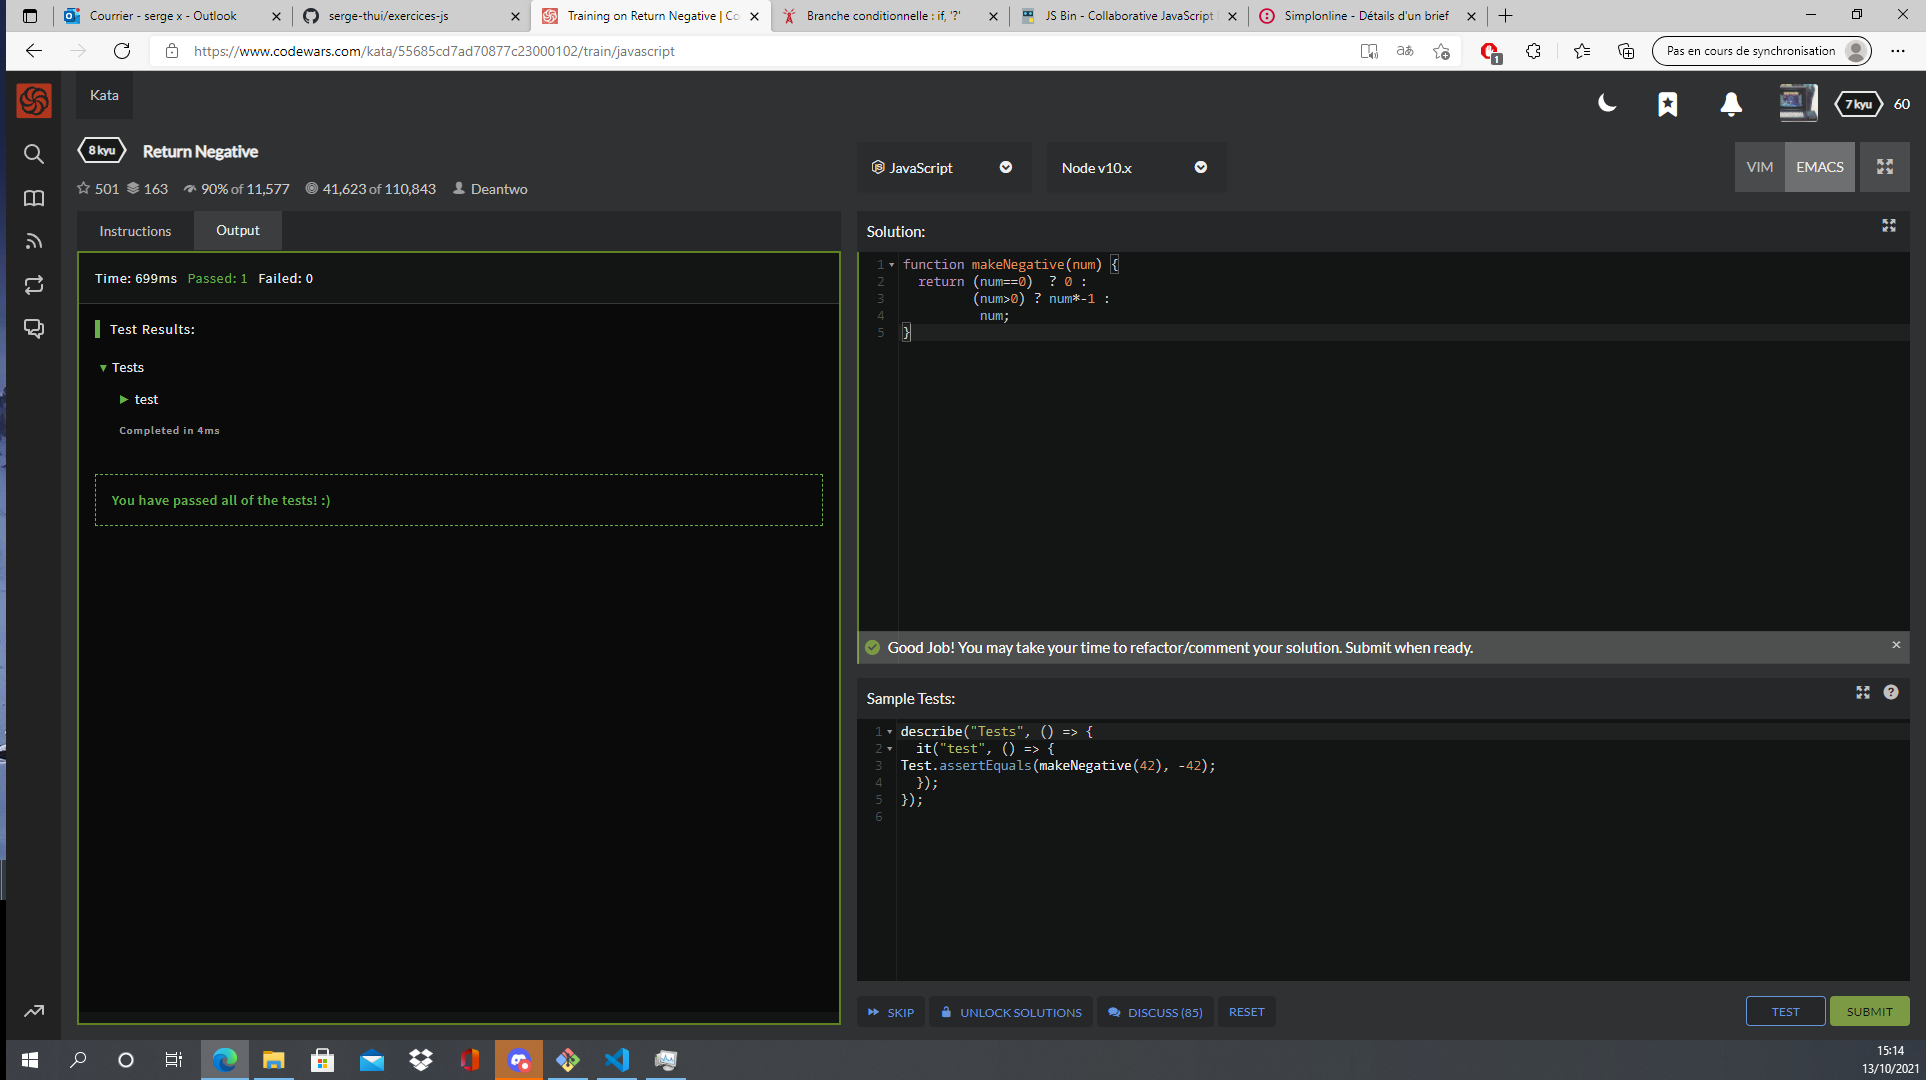 Courrier - serge x - Outlook
serge-thui/exercices-js
Training on Return Negative | Co
Branche conditionnelle : if, '?'
JS Bin - Collaborative JavaScript
Simplonline - Détails d'un brief
https://www.codewars.com/kata/55685cd7ad70877c23000102/train/javascript
aあ
1
Pas en cours de synchronisation
Kata
7 kyu
60
8 kyu
Return Negative
501
163
90% of 11,577
41,623 of 110,843
Deantwo
JavaScript
Node v10.x
VIM
EMACS
Instructions
Output
Time: 699ms
Passed: 1
Failed: 0
Test Results:
Tests
test
Completed in 4ms
You have passed all of the tests! :)
Solution:
1 function makeNegative(num) {
2 return (num==0) ? 0 :
3 (num>0) ? num*-1 :
4 num;
5 }
Good Job! You may take your time to refactor/comment your solution. Submit when ready.
Sample Tests:
1 describe("Tests", () => {
2 it("test", () => {
3 Test.assertEquals(makeNegative(42), -42);
4 });
5 });
6
SKIP
UNLOCK SOLUTIONS
DISCUSS (85)
RESET
TEST
SUBMIT
15:14
13/10/2021